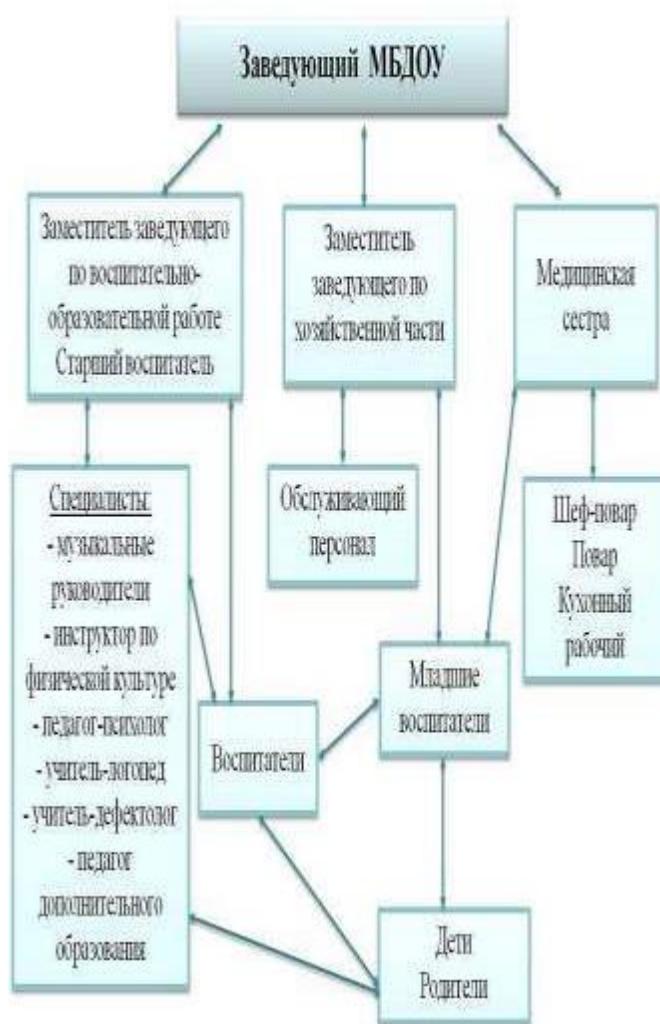 Заведующий МБДОУ
Заместитель заведующего
по воспитательно-
образовательной работе
Старший воспитатель
Заместитель
заведующего по
хозяйственной части
Медицинская
сестра
Специалисты:
- музыкальные
руководители
- инструктор по
физической культуре
- педагог-психолог
- учитель-логопед
- учитель-дефектолог
- педагог
дополнительного
образования
Обслуживающий
персонал
Шеф-повар
Повар
Кухонный
рабочий
Воспитатели
Младшие
воспитатели
Дети
Родители